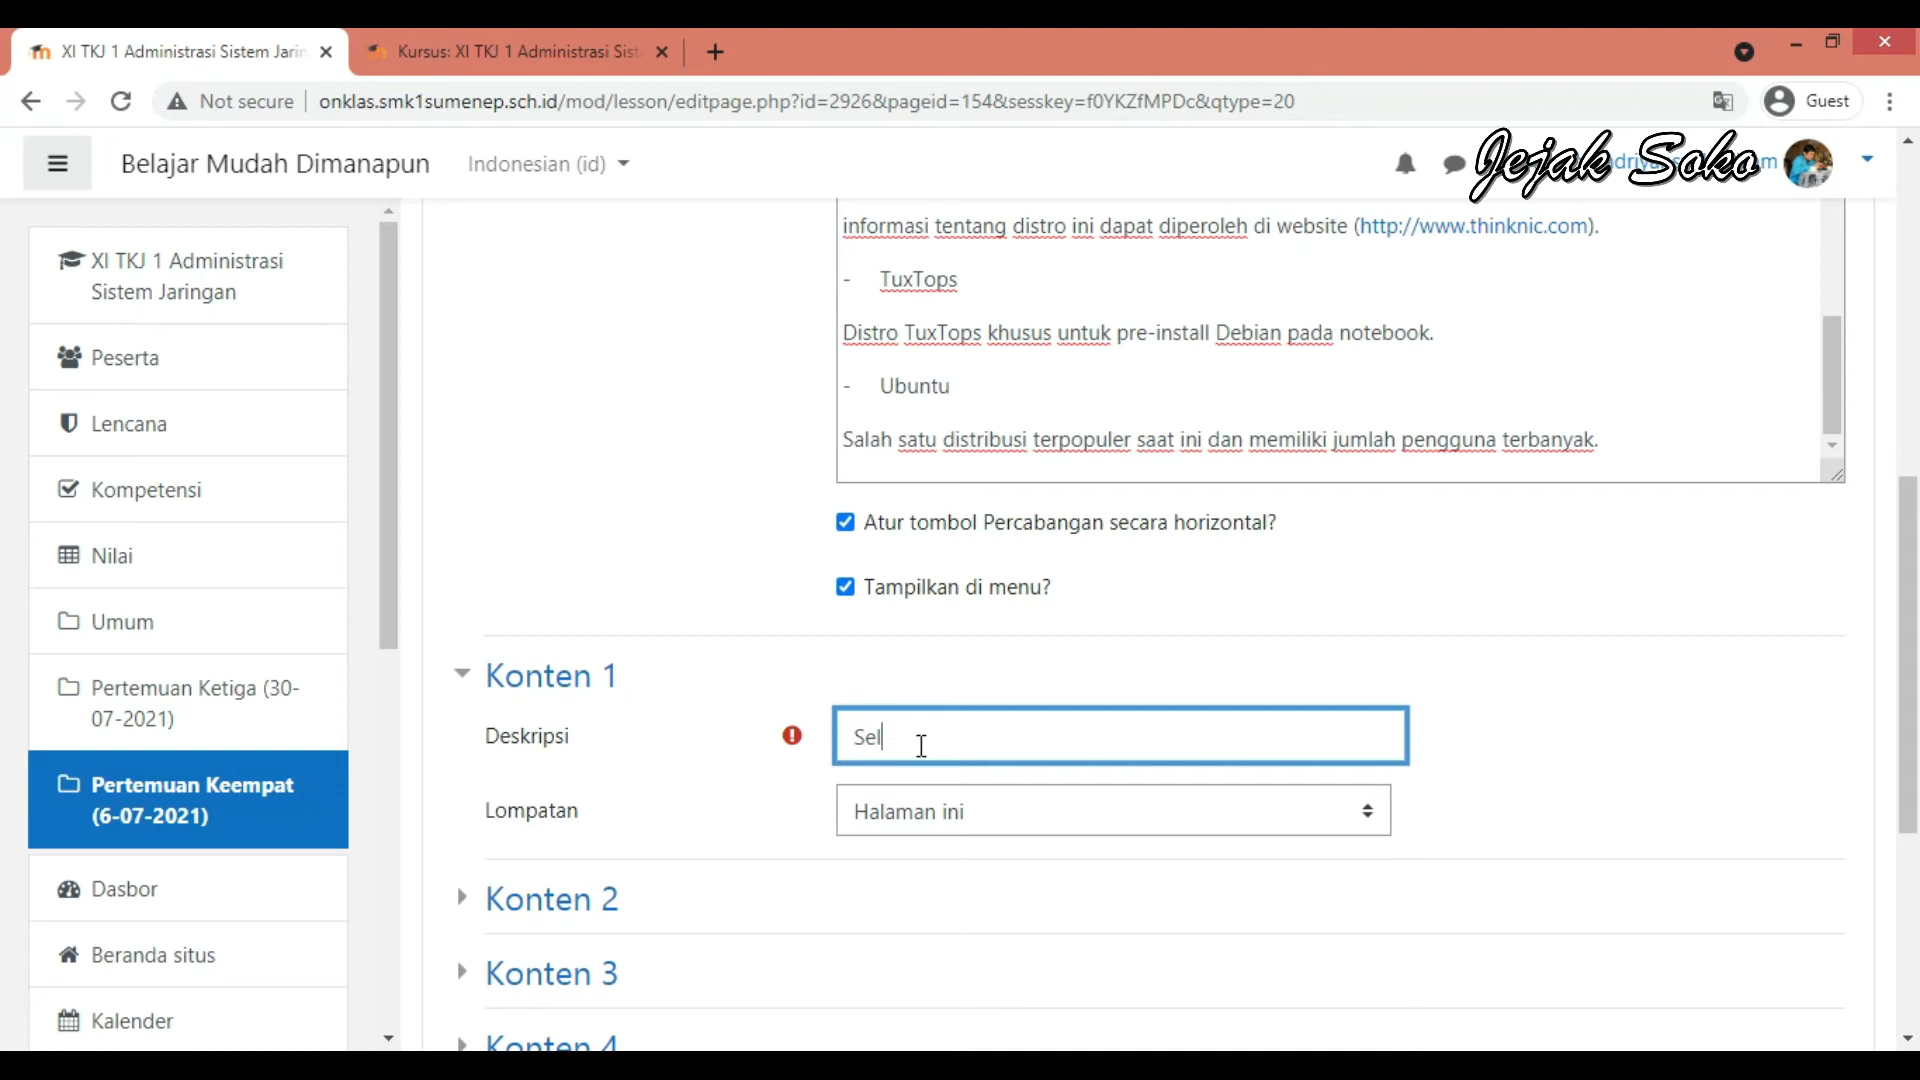 XI TKJ 1 Administrasi Sistem Jarin
Kursus: XI TKJ 1 Administrasi Sist
Not secure
onklas.smk1sumenep.sch.id/mod/lesson/editpage.php?id=2926&pageid=154&sesskey=f0YKZfMPDc&qtype=20
Guest
Belajar Mudah Dimanapun
Indonesian (id)
Jejak Soko
XI TKJ 1 Administrasi
Sistem Jaringan
Peserta
Lencana
Kompetensi
Nilai
Umum
Pertemuan Ketiga (30-
07-2021)
Pertemuan Keempat
(6-07-2021)
Dasbor
Beranda situs
Kalender
informasi tentang distro ini dapat diperoleh di website (http://www.thinknic.com).
- TuxTops
Distro TuxTops khusus untuk pre-install Debian pada notebook.
- Ubuntu
Salah satu distribusi terpopuler saat ini dan memiliki jumlah pengguna terbanyak.
Atur tombol Percabangan secara horizontal?
Tampilkan di menu?
Konten 1
Deskripsi
Sel
Lompatan
Halaman ini
Konten 2
Konten 3
Konten 4